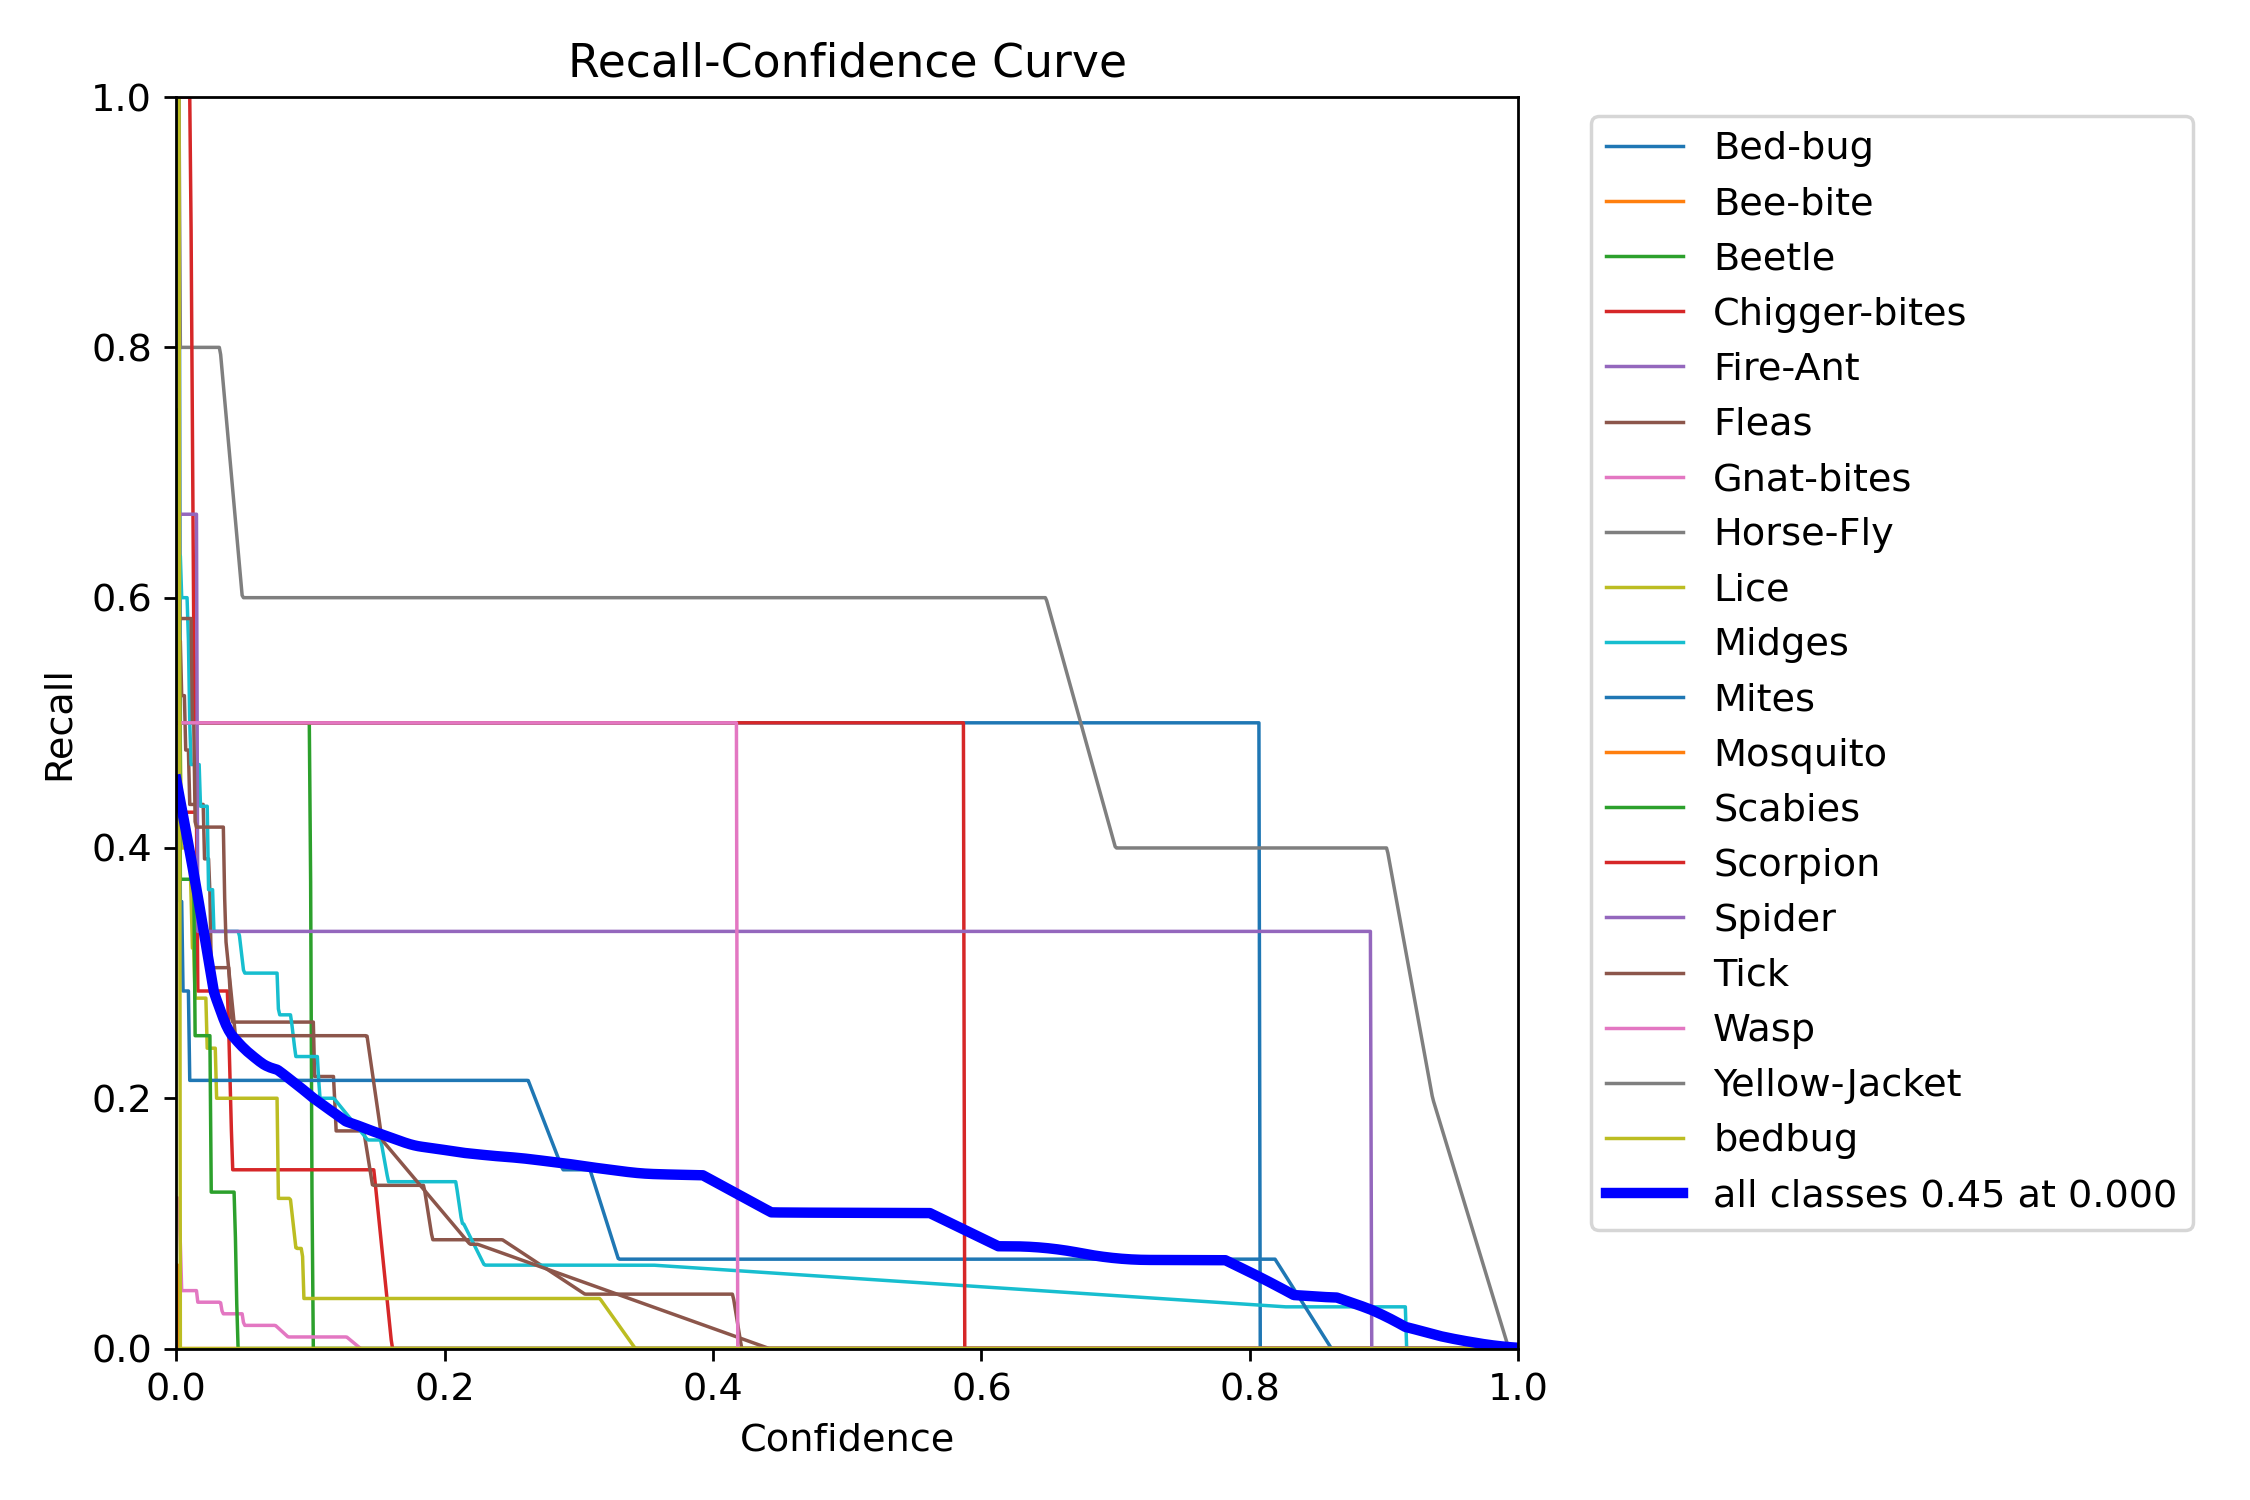 Recall-Confidence Curve
1.0
0.8
0.6
0.4
0.2
0.0
Recall
0.0 0.2 0.4 0.6 0.8 1.0
Confidence
Bed-bug
Bee-bite
Beetle
Chigger-bites
Fire-Ant
Fleas
Gnat-bites
Horse-Fly
Lice
Midges
Mites
Mosquito
Scabies
Scorpion
Spider
Tick
Wasp
Yellow-Jacket
bedbug
all classes 0.45 at 0.000